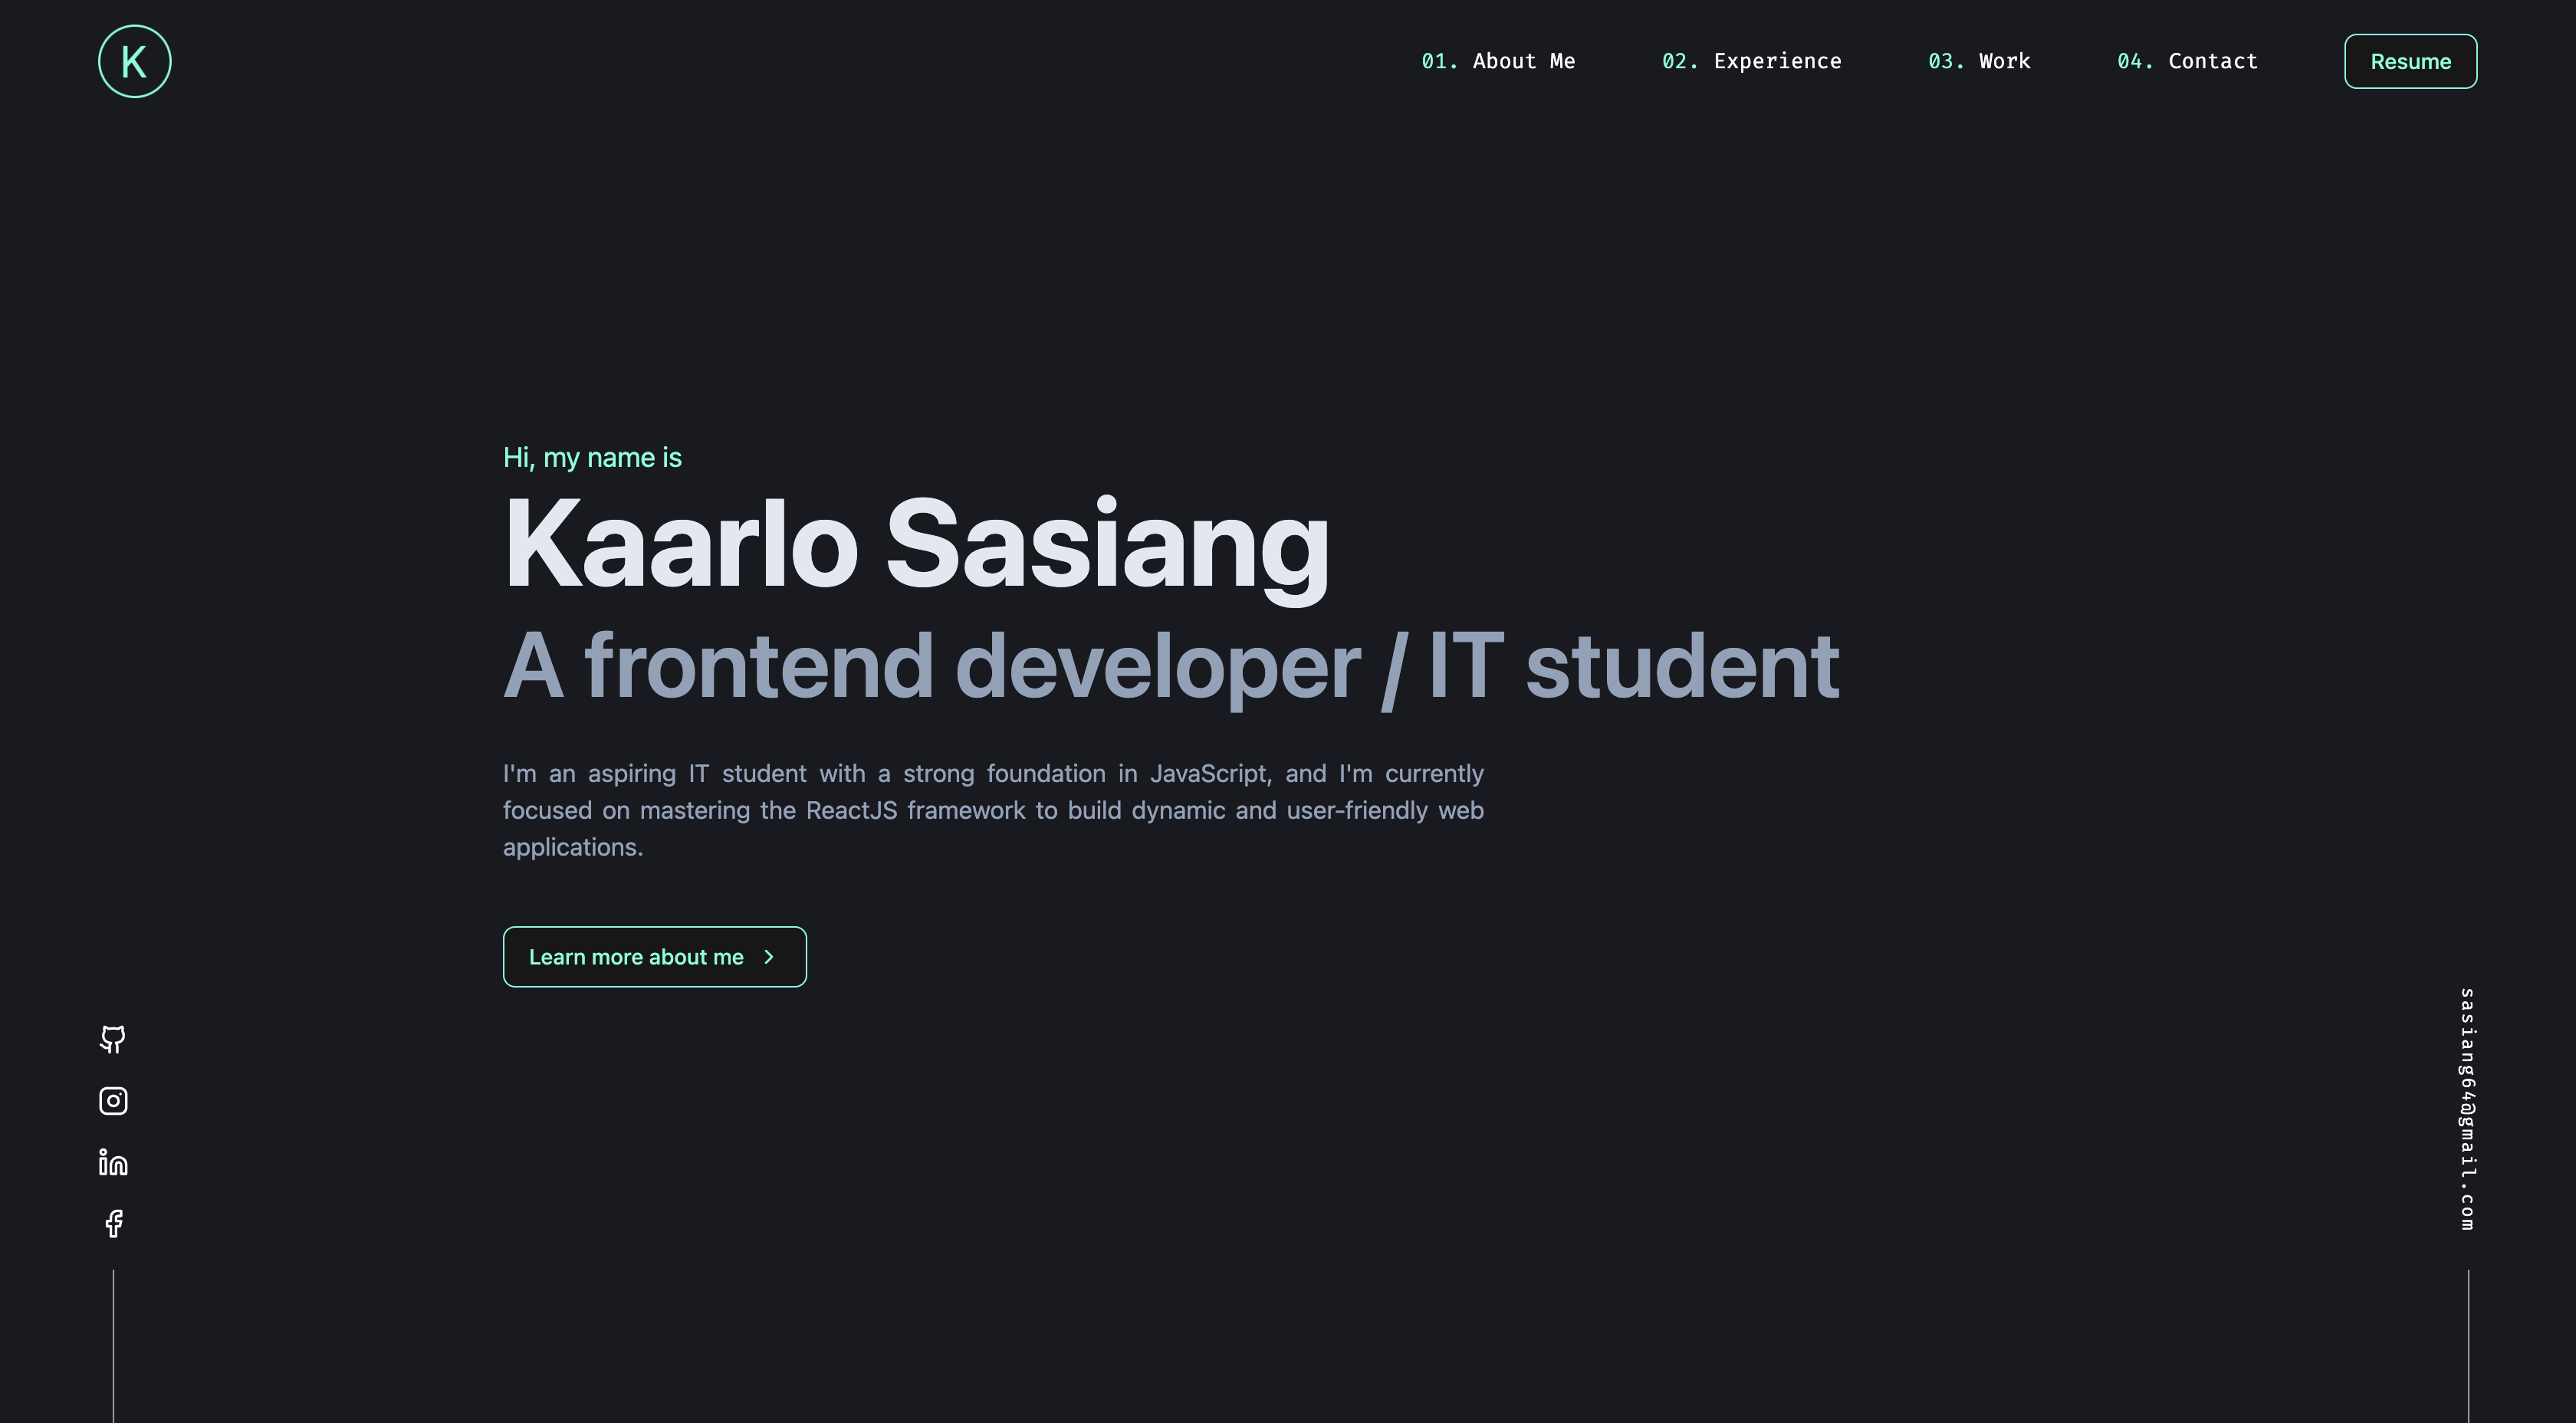 K
01. About Me
02. Experience
03. Work
04. Contact
Resume
Hi, my name is
Kaarlo Sasiang
A frontend developer / IT student
I'm an aspiring IT student with a strong foundation in JavaScript, and I'm currently
focused on mastering the ReactJS framework to build dynamic and user-friendly web
applications.
Learn more about me
in
f
sasiang64@gmail.com